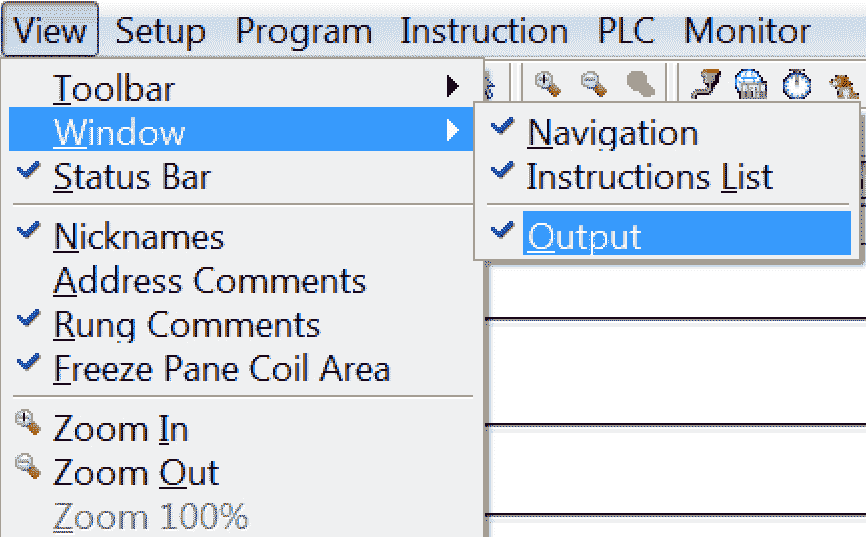 View Setup Program Instruction PLC Monitor
Toolbar
Window
Status Bar
Nicknames
Address Comments
Rung Comments
Freeze Pane Coil Area
Zoom In
Zoom Out
Zoom 100%
Navigation
Instructions List
Output